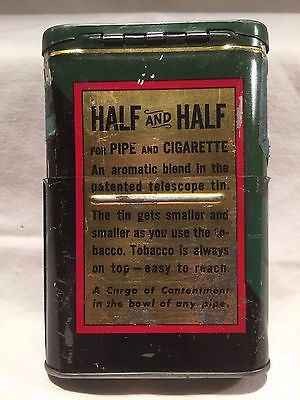 HALF AND HALF
FOR PIPE AND CIGARETTE
An aromatic blend in the
patented telescope tin.
The tin gets smaller and
smaller as you use the to-
bacco. Tobacco is always
on top — easy to reach.
A Cargo of Contentment
in the bowl of any pipe.